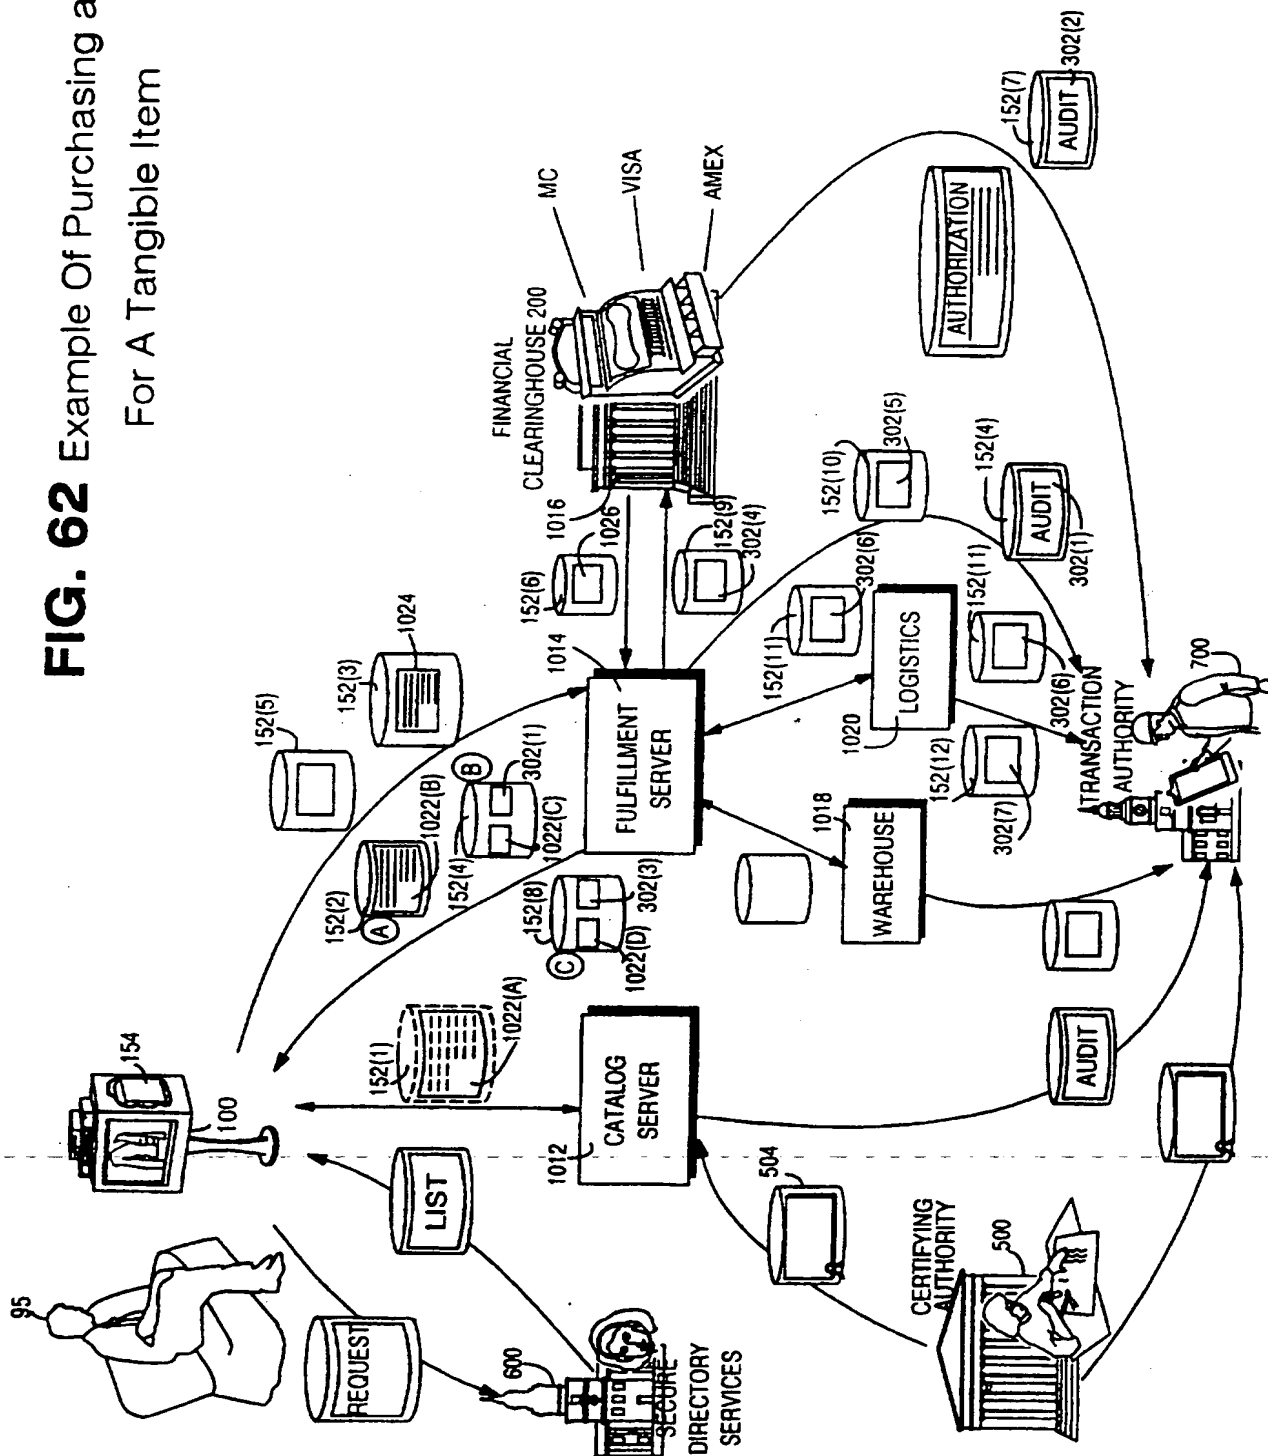 FIG. 62 Example Of Purchasing a
For A Tangible Item
95
154
100
REQUEST
LIST
600
SECURE
DIRECTORY
SERVICES
152(1)
1022(A)
1012
CATALOG
SERVER
504
CERTIFYING
AUTHORITY
500
AUDIT
152(5)
152(3)
1024
152(2)
A
1022(B)
152(4)
B
302(1)
1022(C)
152(8)
C
302(3)
1022(D)
1014
FULFILLMENT
SERVER
FINANCIAL
CLEARINGHOUSE 200
MC
VISA
AMEX
1016
152(6)
1026
152(9)
302(4)
1018
WAREHOUSE
1020
LOGISTICS
152(11)
302(6)
152(10)
302(5)
152(4)
AUDIT
302(1)
152(11)
302(6)
152(12)
302(7)
TRANSACTION
AUTHORITY
700
AUTHORIZATION
152(7)
AUDIT
302(2)